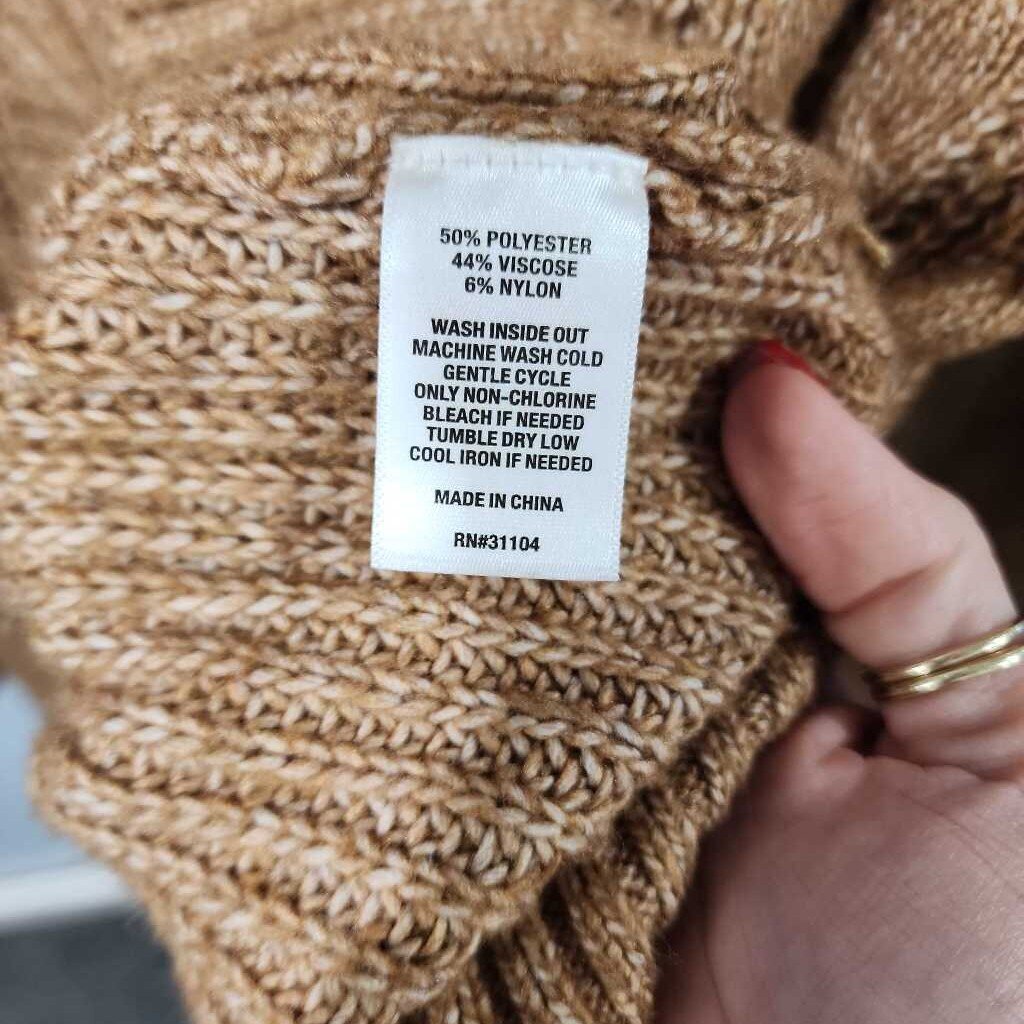 50% POLYESTER
44% VISCOSE
6% NYLON
WASH INSIDE OUT
MACHINE WASH COLD
GENTLE CYCLE
ONLY NON-CHLORINE
BLEACH IF NEEDED
TUMBLE DRY LOW
COOL IRON IF NEEDED
MADE IN CHINA
RN#31104